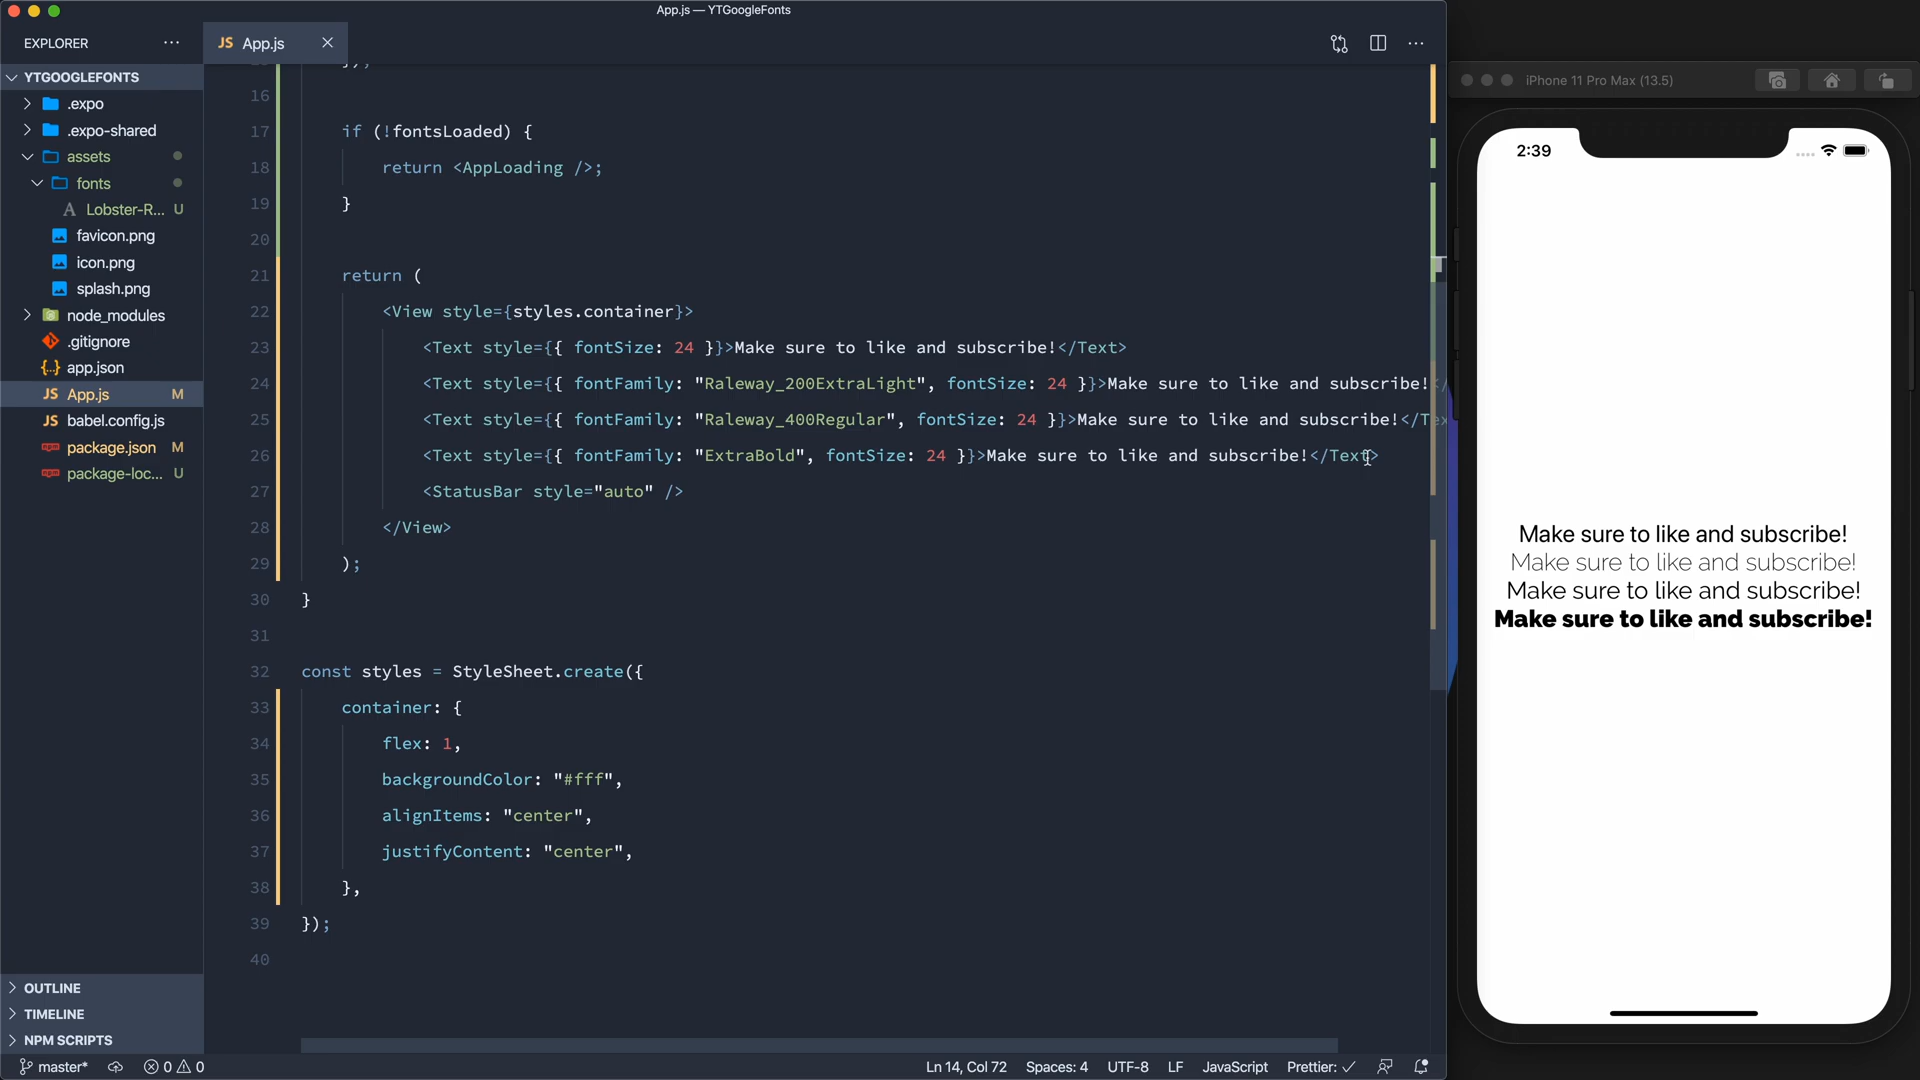 App.js — YTGoogleFonts
EXPLORER
JS App.js
YTGOOGLEFONTS
.expo
.expo-shared
assets
fonts
A Lobster-R... U
favicon.png
icon.png
splash.png
node_modules
.gitignore
{..} app.json
JS App.js M
JS babel.config.js
package.json M
package-loc... U
OUTLINE
TIMELINE
NPM SCRIPTS
16
17 if (!fontsLoaded) {
18 return <AppLoading />;
19 }
20
21 return (
22 <View style={styles.container}>
23 <Text style={{ fontSize: 24 }}>Make sure to like and subscribe!</Text>
24 <Text style={{ fontFamily: "Raleway_200ExtraLight", fontSize: 24 }}>Make sure to like and subscribe!</
25 <Text style={{ fontFamily: "Raleway_400Regular", fontSize: 24 }}>Make sure to like and subscribe!</Tex
26 <Text style={{ fontFamily: "ExtraBold", fontSize: 24 }}>Make sure to like and subscribe!</Text>
27 <StatusBar style="auto" />
28 </View>
29 );
30 }
31
32 const styles = StyleSheet.create({
33 container: {
34 flex: 1,
35 backgroundColor: "#fff",
36 alignItems: "center",
37 justifyContent: "center",
38 },
39 });
40
master* 0 0
Ln 14, Col 72 Spaces: 4 UTF-8 LF JavaScript Prettier: ✓
iPhone 11 Pro Max (13.5)
2:39
Make sure to like and subscribe!
Make sure to like and subscribe!
Make sure to like and subscribe!
Make sure to like and subscribe!